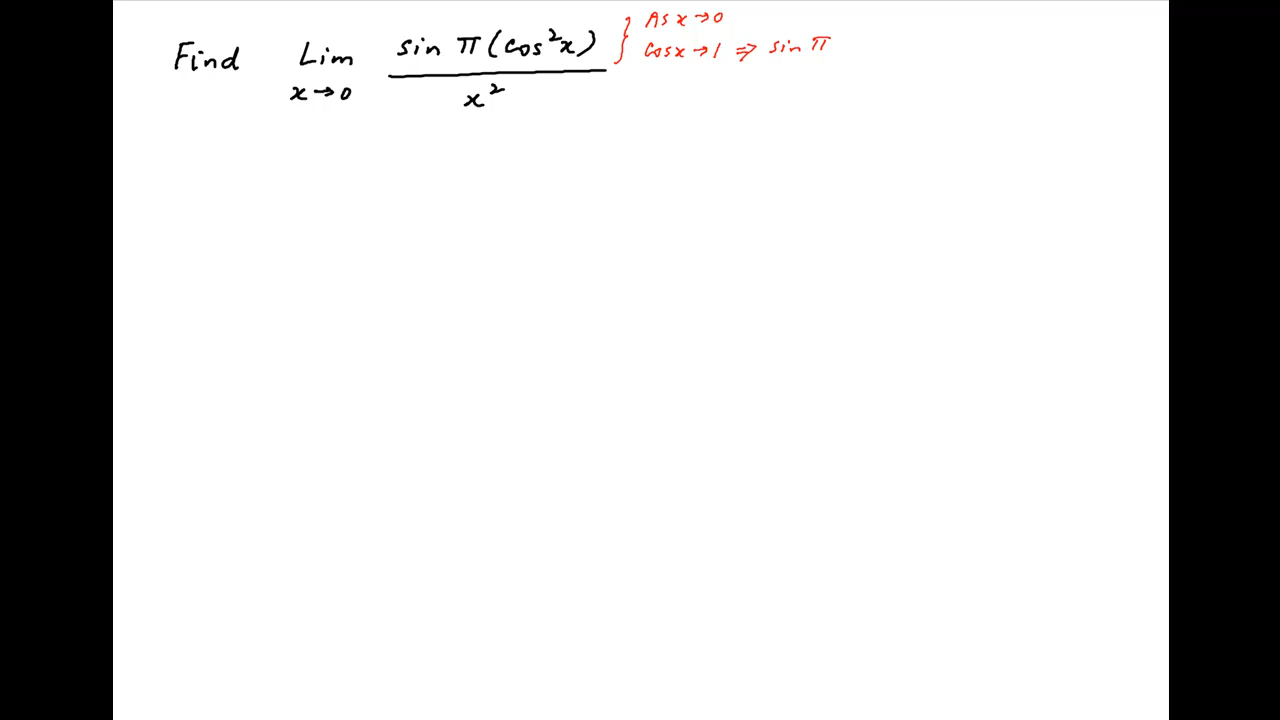 Find Lim x→0 sin π(cos²x) / x²
} As x→0
Cosx→1 ⇒ sin π